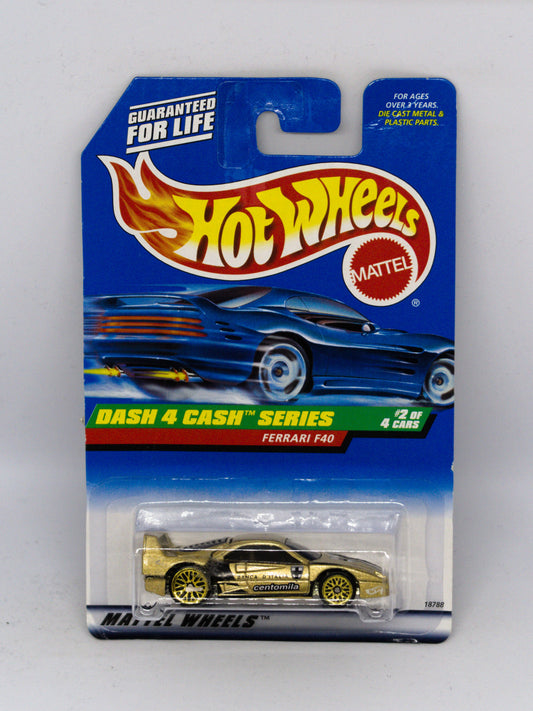 GUARANTEED
FOR LIFE
FOR AGES
OVER 3 YEARS.
DIE CAST METAL &
PLASTIC PARTS.
HOT WHEELS
MATTEL
®
DASH 4 CASH™ SERIES
#2 OF
4 CARS
FERRARI F40
centomila
18788
MATTEL WHEELS™